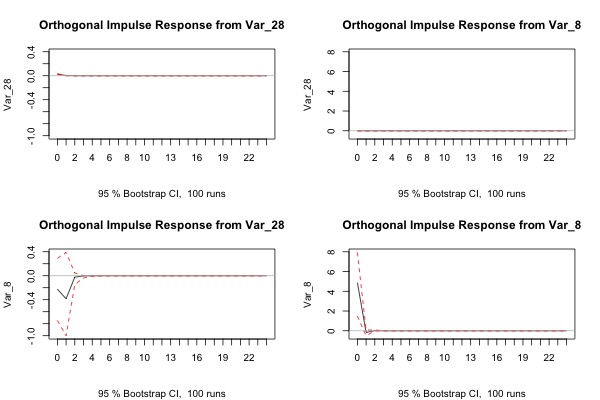 Orthogonal Impulse Response from Var_28
Var_28
0.4
0.0
-0.4
-1.0
0 2 4 6 8 10 13 16 19 22
95 % Bootstrap CI, 100 runs
Orthogonal Impulse Response from Var_8
Var_28
8
6
4
2
0
0 2 4 6 8 10 13 16 19 22
95 % Bootstrap CI, 100 runs
Orthogonal Impulse Response from Var_28
Var_8
0.4
0.0
-0.4
-1.0
0 2 4 6 8 10 13 16 19 22
95 % Bootstrap CI, 100 runs
Orthogonal Impulse Response from Var_8
Var_8
8
6
4
2
0
0 2 4 6 8 10 13 16 19 22
95 % Bootstrap CI, 100 runs